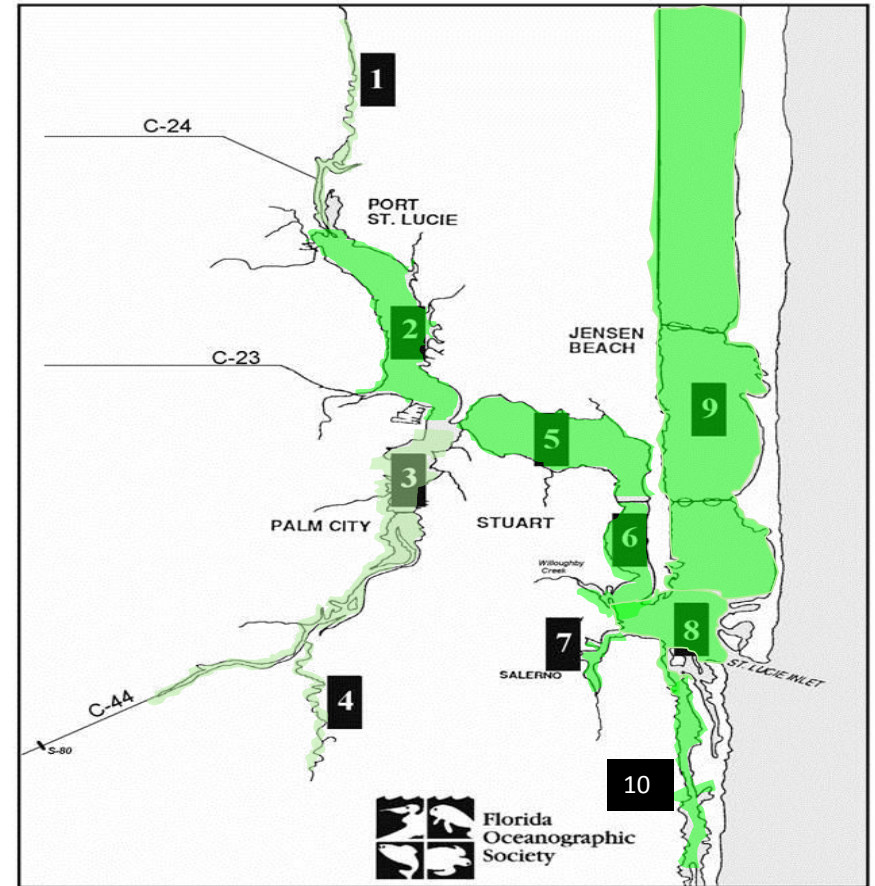 1
C-24
PORT
ST. LUCIE
2
JENSEN
BEACH
C-23
9
5
3
PALM CITY
STUART
6
Willoughby
Creek
7
8
SALERNO
ST. LUCIE INLET
4
C-44
S-80
10
Florida
Oceanographic
Society